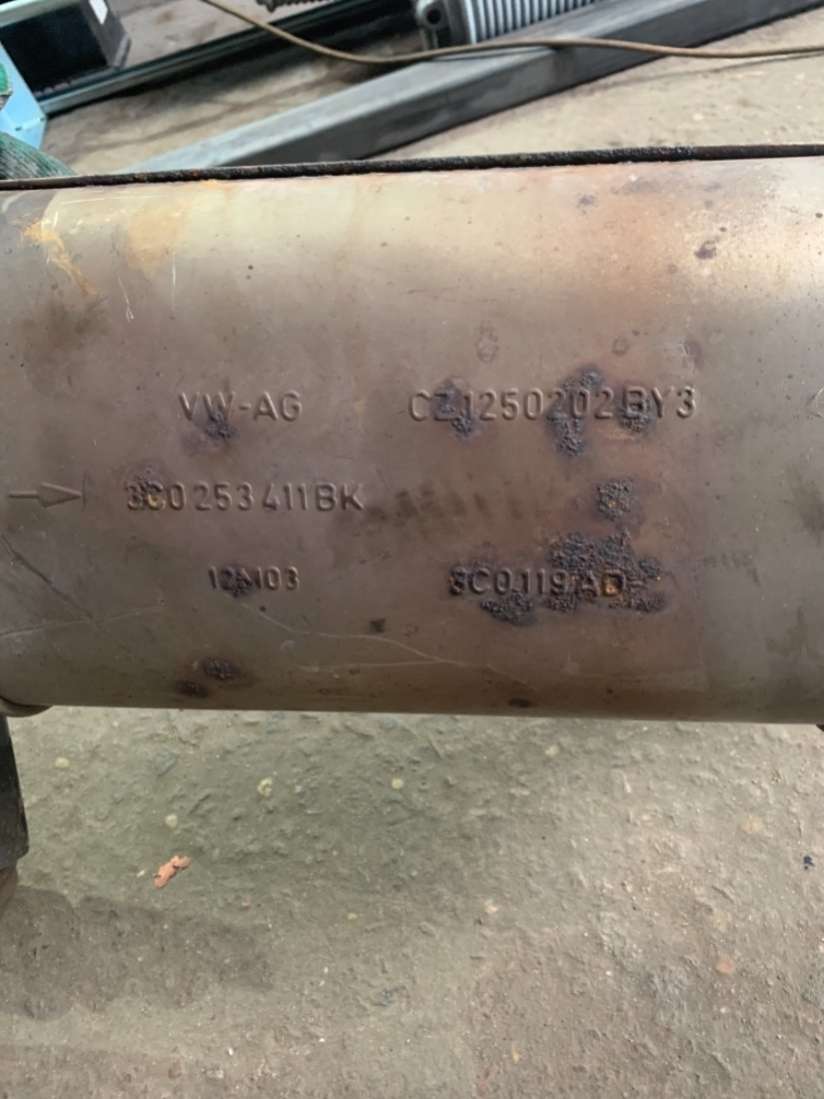 VW-AG CZ1250202BY3
3C0253411BK
12M03 3C0119AD